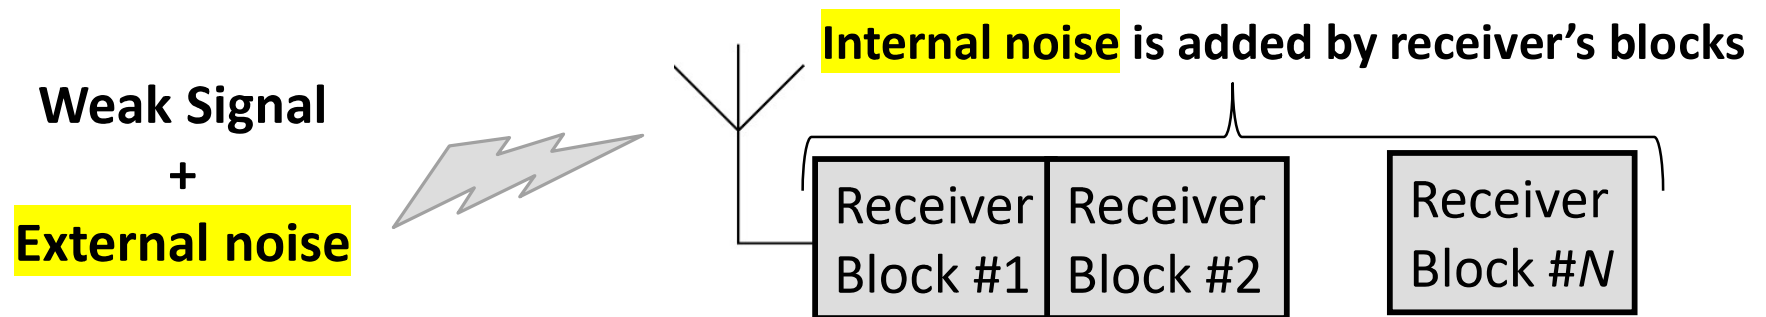 Internal noise is added by receiver’s blocks
Weak Signal
+
External noise
Receiver
Block #1
Receiver
Block #2
Receiver
Block #N